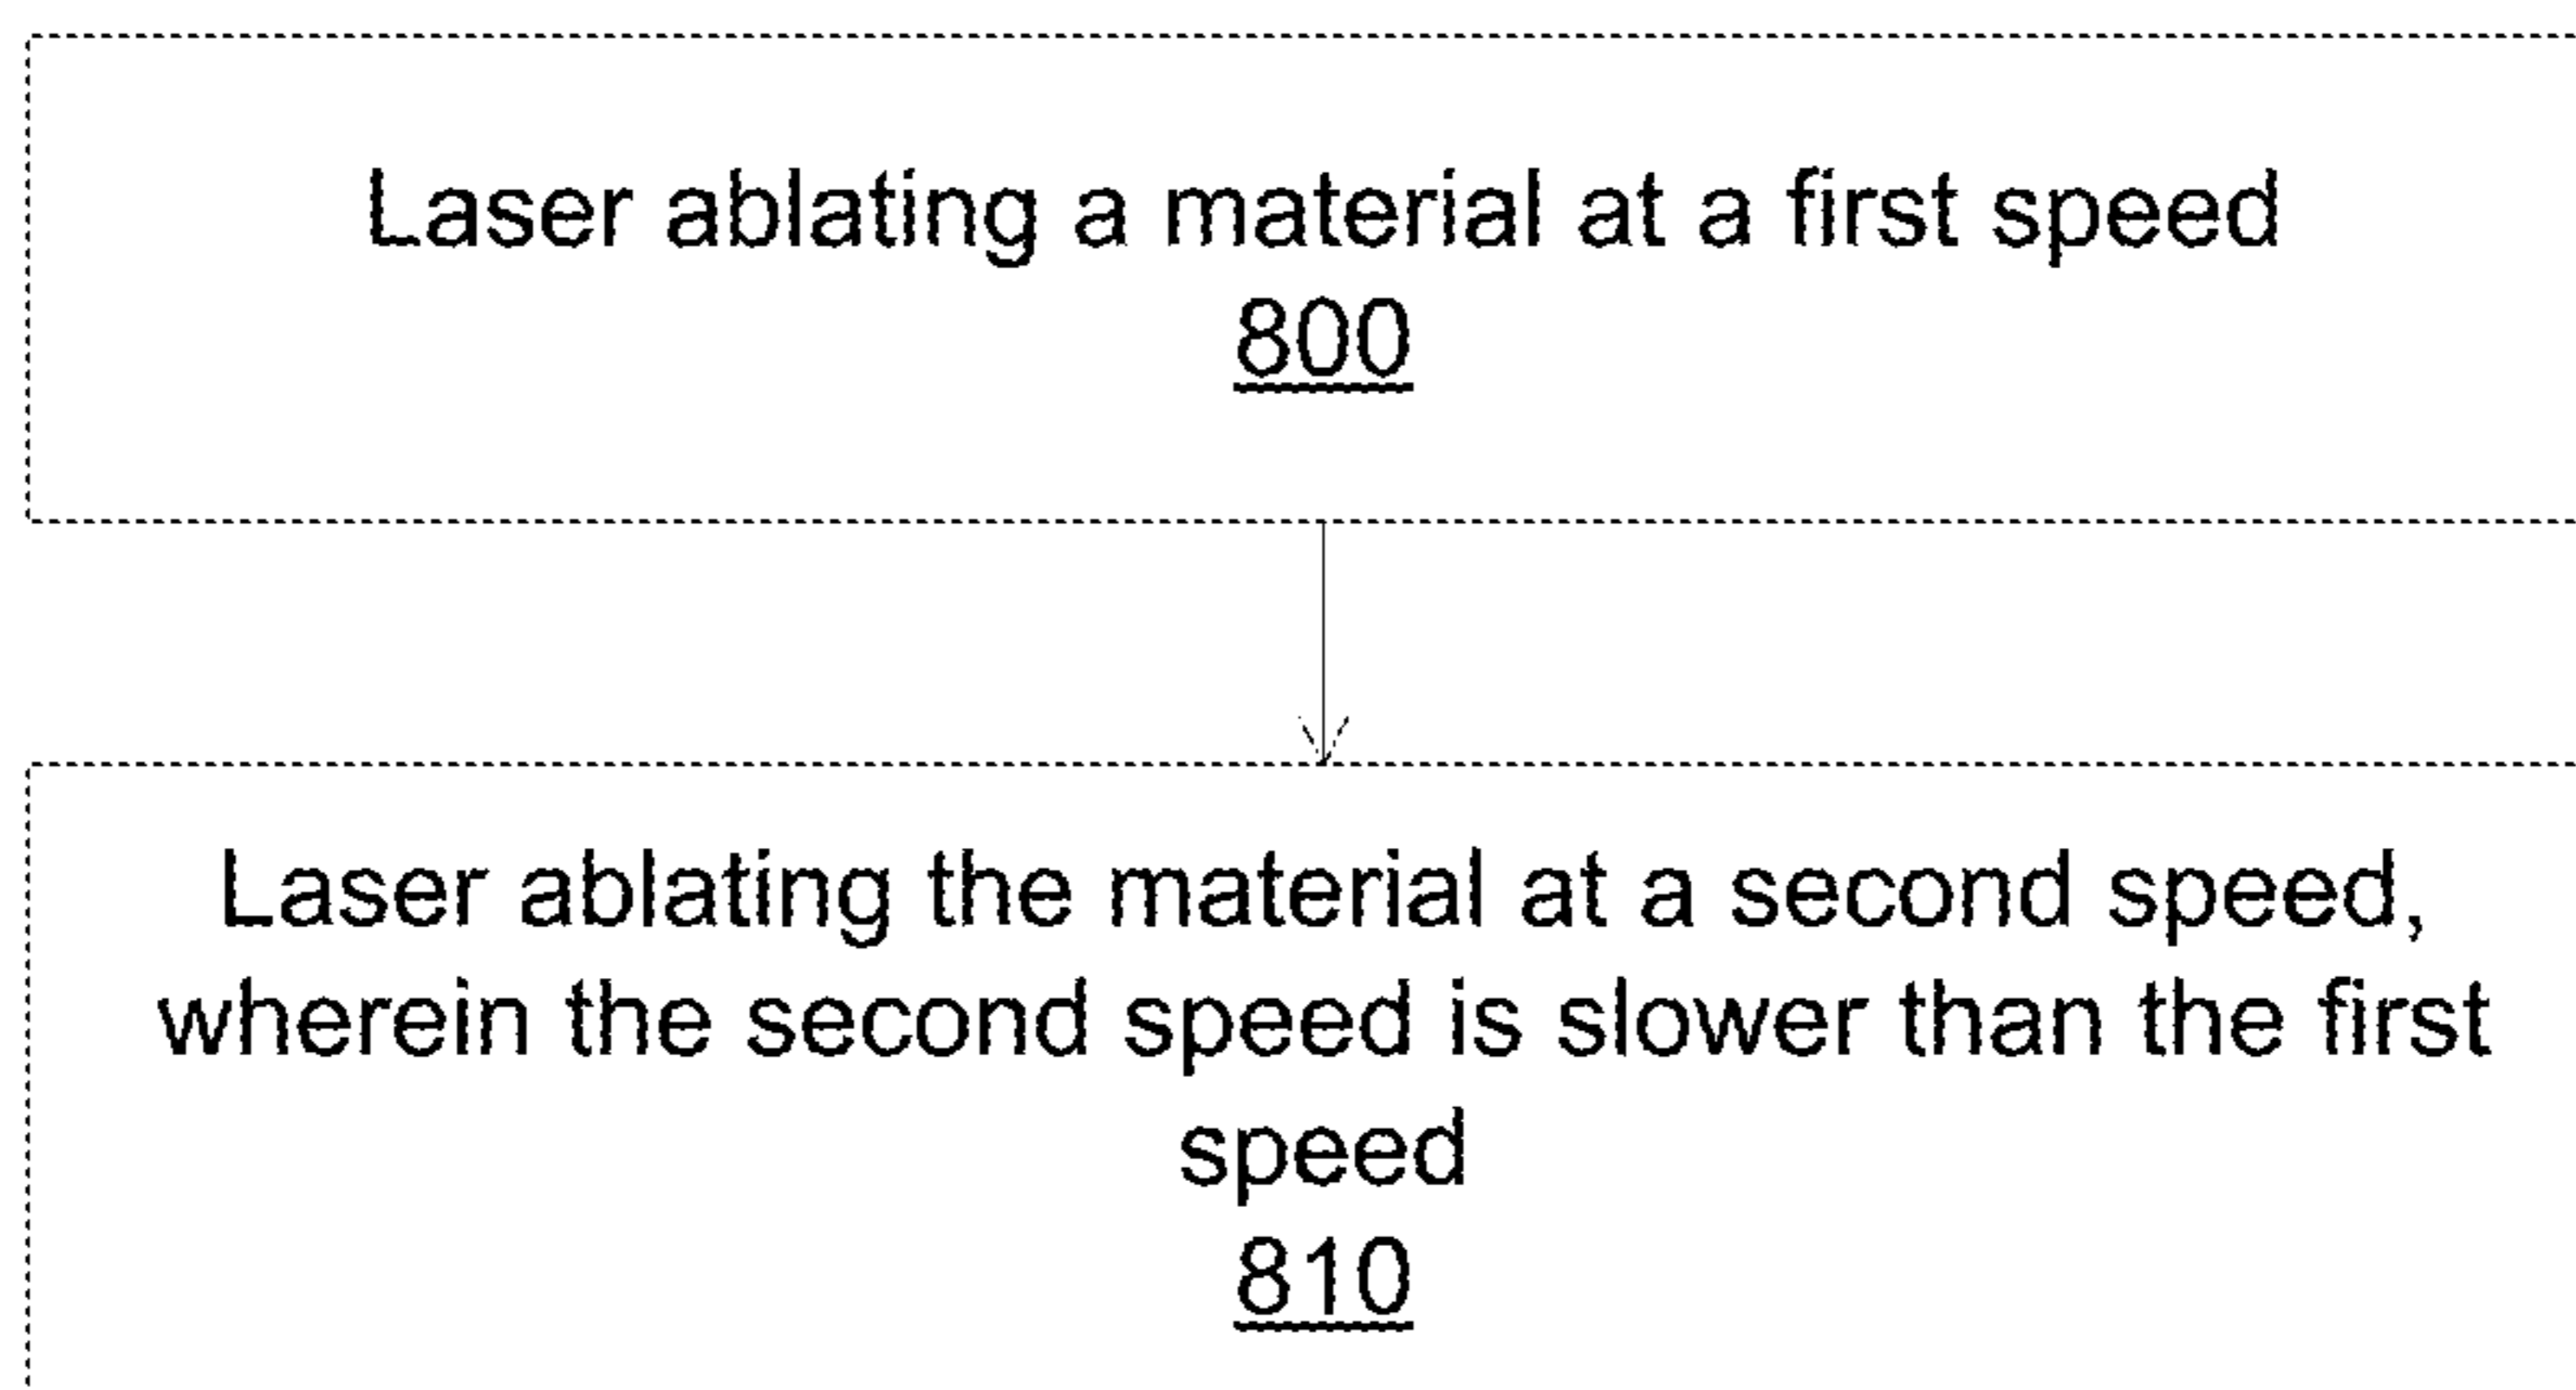 Laser ablating a material at a first speed
800
Laser ablating the material at a second speed,
wherein the second speed is slower than the first
speed
810